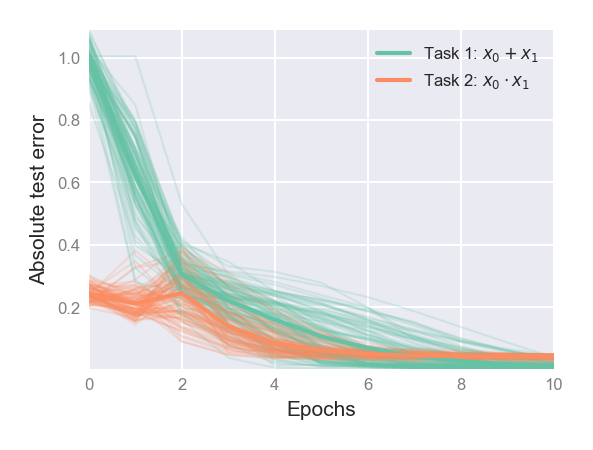 1.0
0.8
0.6
0.4
0.2
Absolute test error
Task 1: x₀ + x₁
Task 2: x₀ · x₁
0 2 4 6 8 10
Epochs